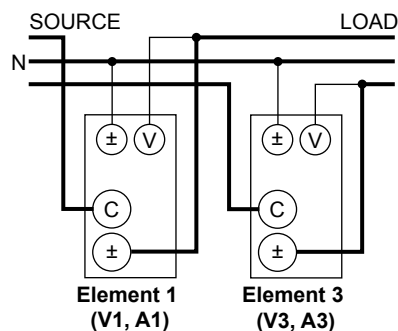 SOURCE LOAD
N
± V ± V
C C
± ±
Element 1 Element 3
(V1, A1) (V3, A3)